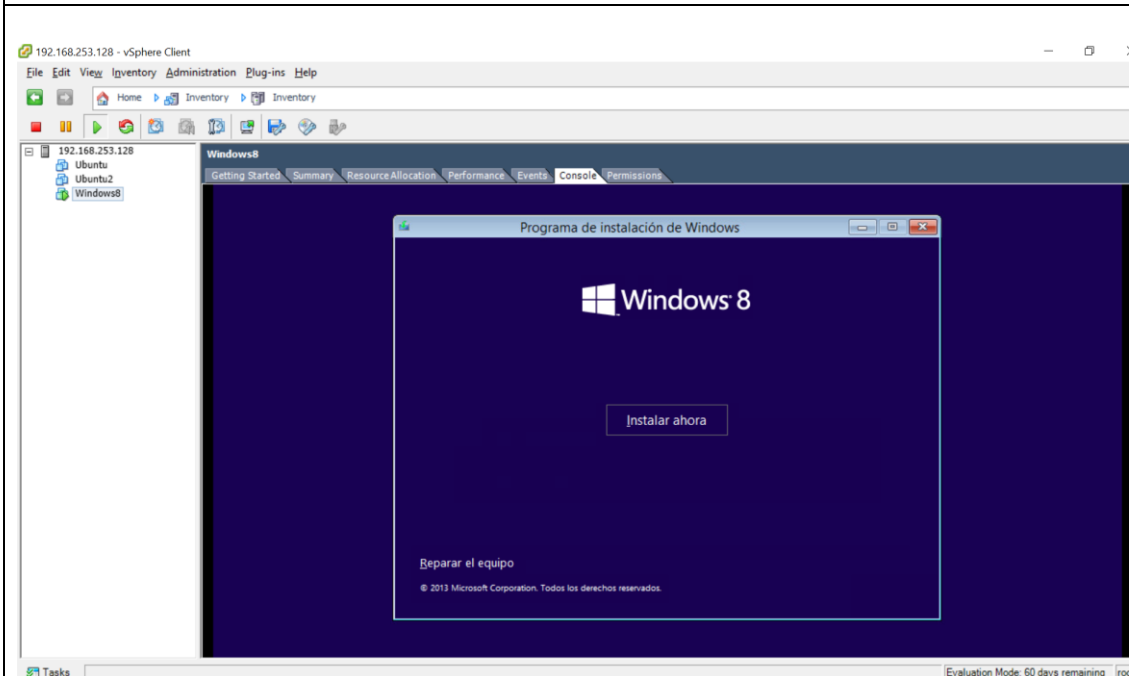 192.168.253.128 - vSphere Client
File Edit View Inventory Administration Plug-ins Help
Home Inventory Inventory
192.168.253.128
Ubuntu
Ubuntu2
Windows8
Windows8
Getting Started Summary Resource Allocation Performance Events Console Permissions
Programa de instalación de Windows
Windows 8
Instalar ahora
Reparar el equipo
© 2013 Microsoft Corporation. Todos los derechos reservados.
Tasks
Evaluation Mode: 60 days remaining